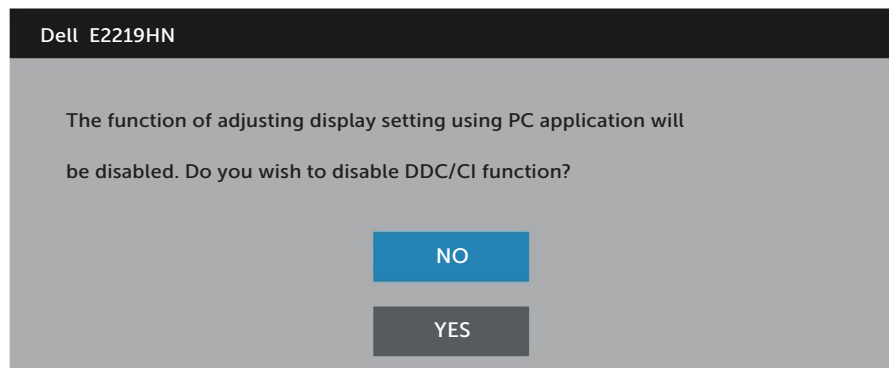 Dell E2219HN
The function of adjusting display setting using PC application will
be disabled. Do you wish to disable DDC/CI function?
NO
YES